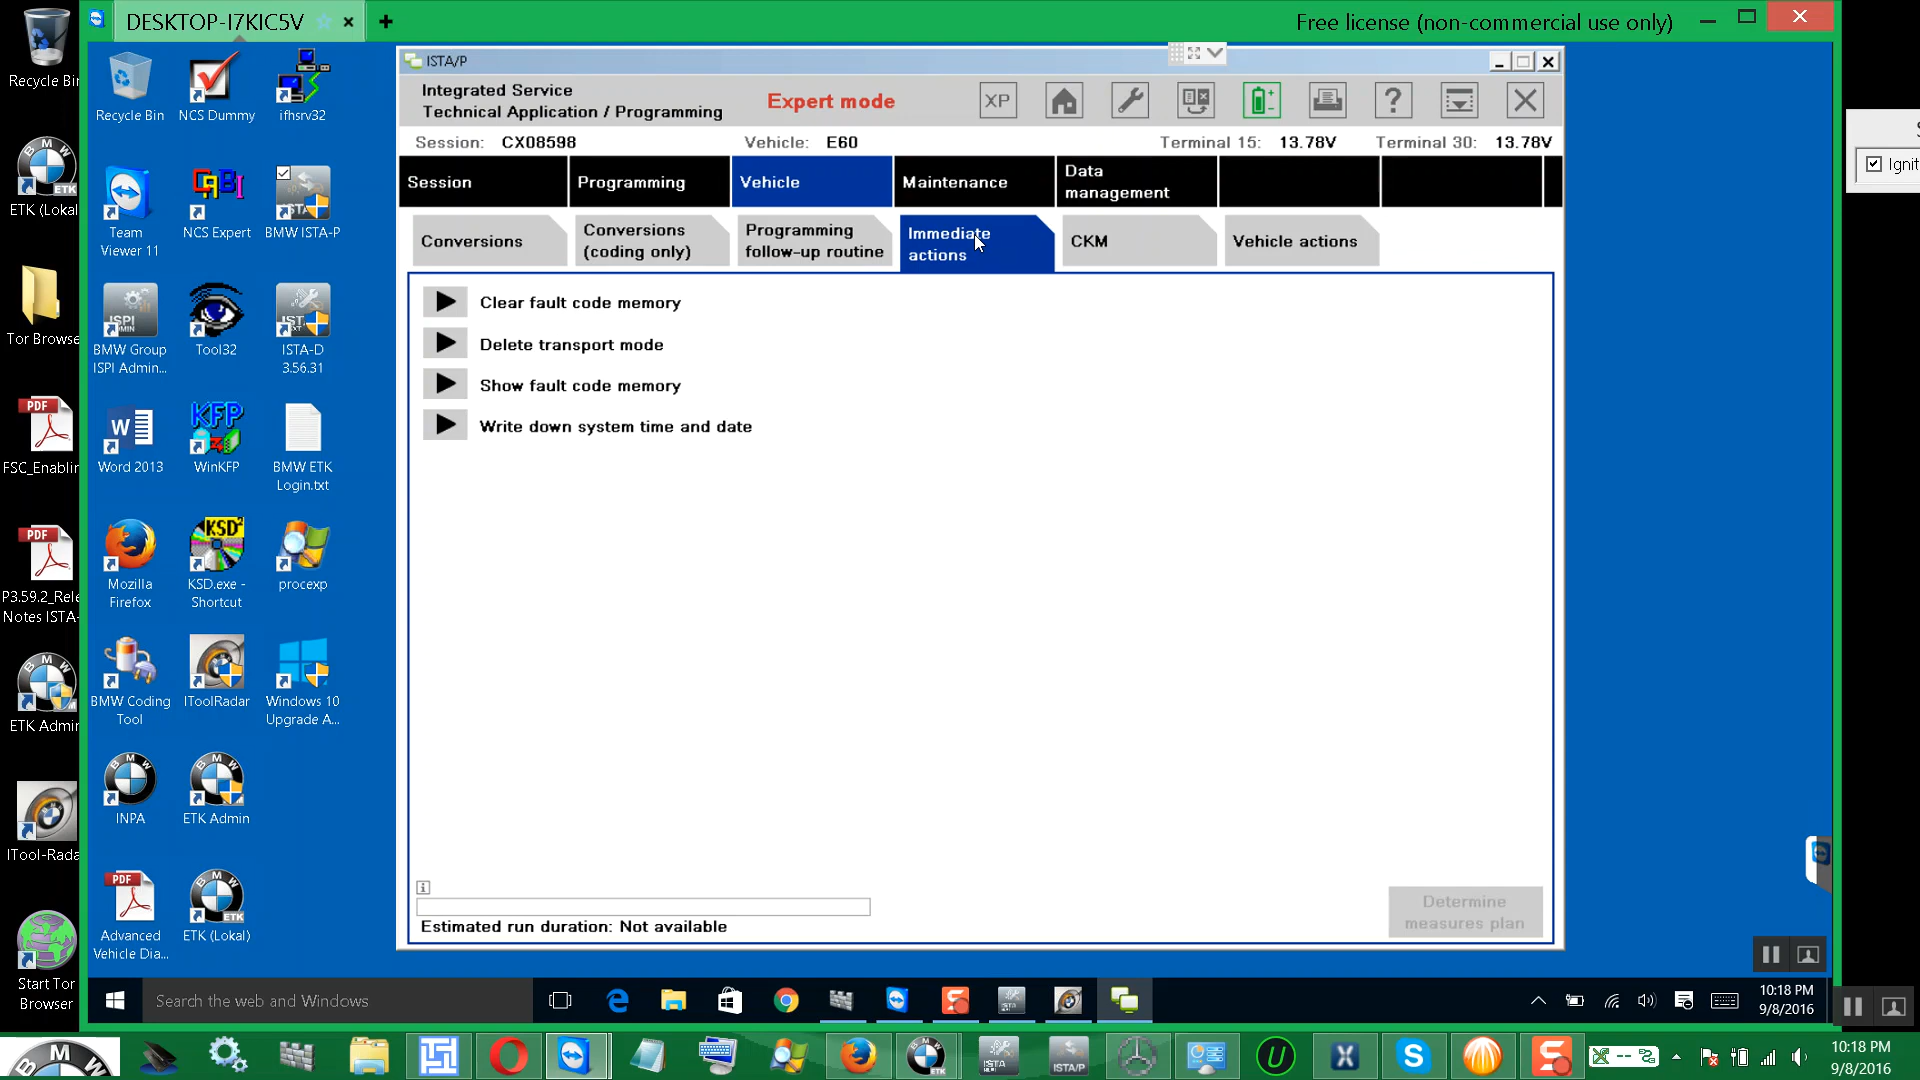 Recycle Bin
ETK (Lokal)
Tor Browse
FSC_Enablin
P3.59.2_Rele
Notes ISTA-
ETK Admin
ITool-Rada
Start Tor
Browser
DESKTOP-I7KIC5V
Free license (non-commercial use only)
Recycle Bin
NCS Dummy
ifhsrv32
Team
Viewer 11
NCS Expert
BMW ISTA-P
BMW Group
ISPI Admin...
Tool32
ISTA-D
3.56.31
Word 2013
WinKFP
BMW ETK
Login.txt
Mozilla
Firefox
KSD.exe -
Shortcut
procexp
BMW Coding
Tool
IToolRadar
Windows 10
Upgrade A...
INPA
ETK Admin
Advanced
Vehicle Dia...
ETK (Lokal)
ISTA/P
Integrated Service
Technical Application / Programming
Expert mode
XP
Session: CX08598
Vehicle: E60
Terminal 15: 13.78V
Terminal 30: 13.78V
Session
Programming
Vehicle
Maintenance
Data
management
Conversions
Conversions
(coding only)
Programming
follow-up routine
Immediate
actions
CKM
Vehicle actions
Clear fault code memory
Delete transport mode
Show fault code memory
Write down system time and date
Estimated run duration: Not available
Determine
measures plan
Ignit
Search the web and Windows
10:18 PM
9/8/2016
10:18 PM
9/8/2016